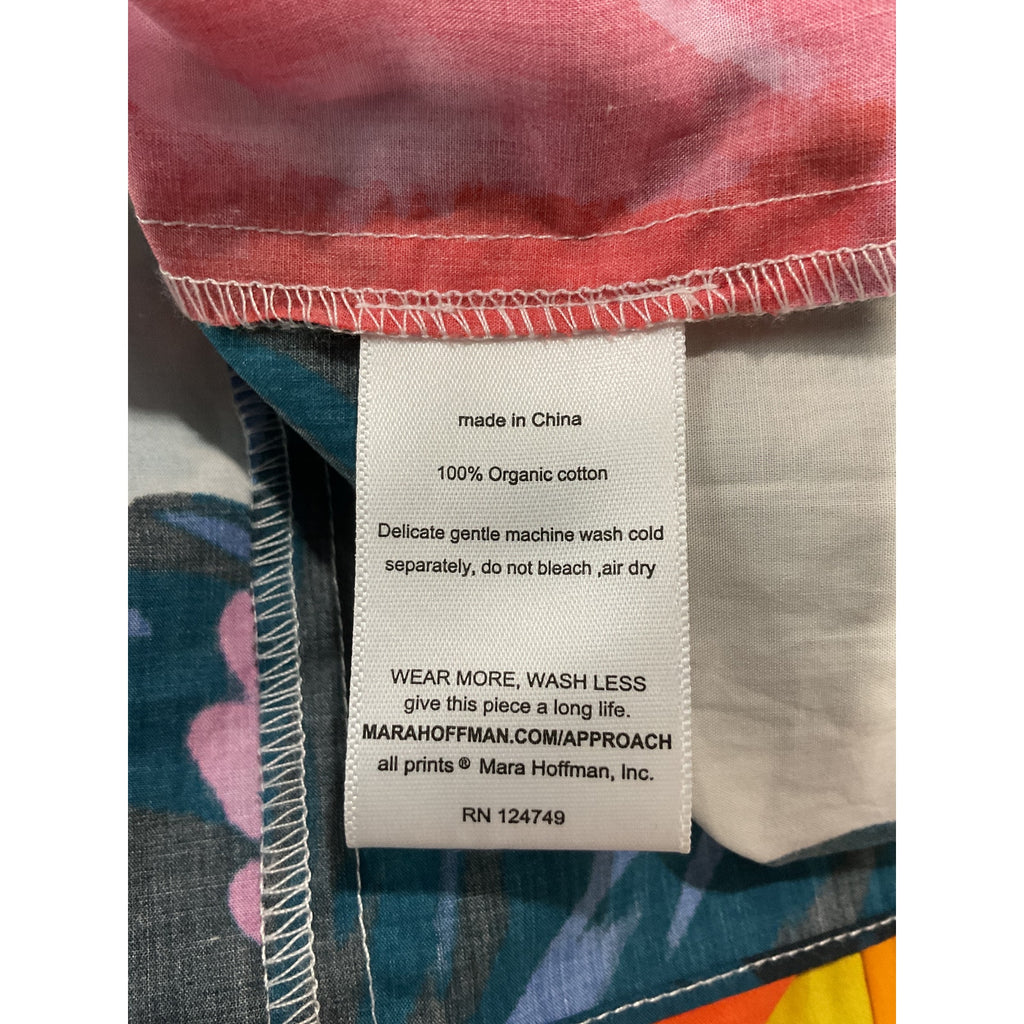 made in China
100% Organic cotton
Delicate gentle machine wash cold
separately, do not bleach ,air dry
WEAR MORE, WASH LESS
give this piece a long life.
MARAHOFFMAN.COM/APPROACH
all prints® Mara Hoffman, Inc.
RN 124749